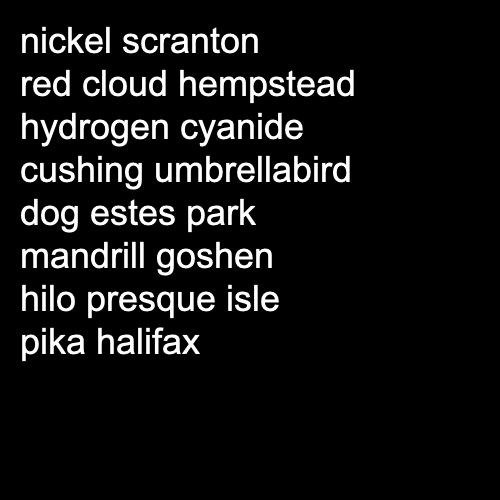 nickel scranton
red cloud hempstead
hydrogen cyanide
cushing umbrellabird
dog estes park
mandrill goshen
hilo presque isle
pika halifax